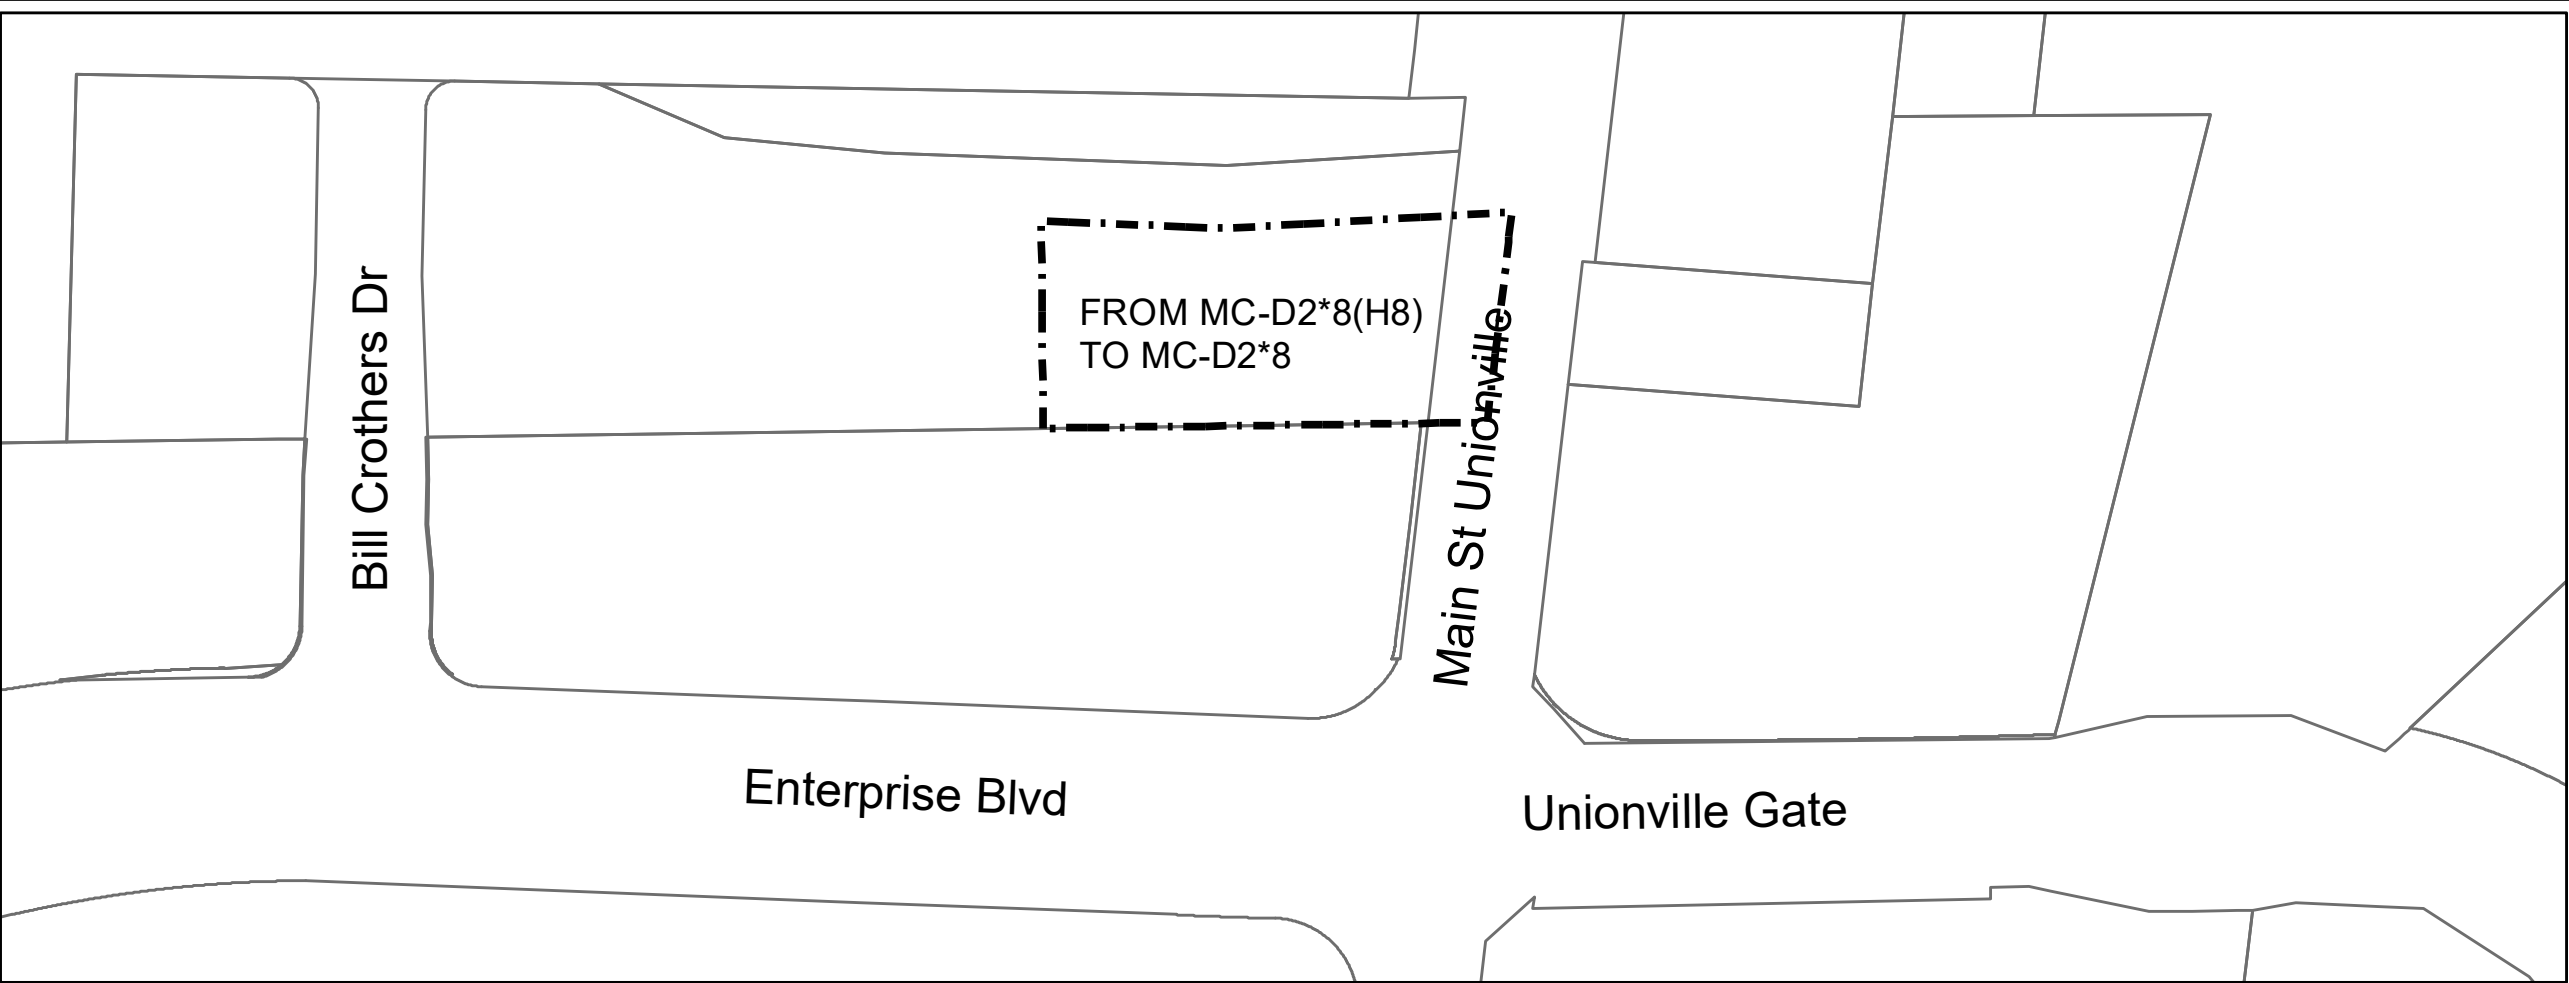 FROM MC-D2*8(H8)
TO MC-D2*8
Bill Crothers Dr
Main St Unionville
Enterprise Blvd
Unionville Gate